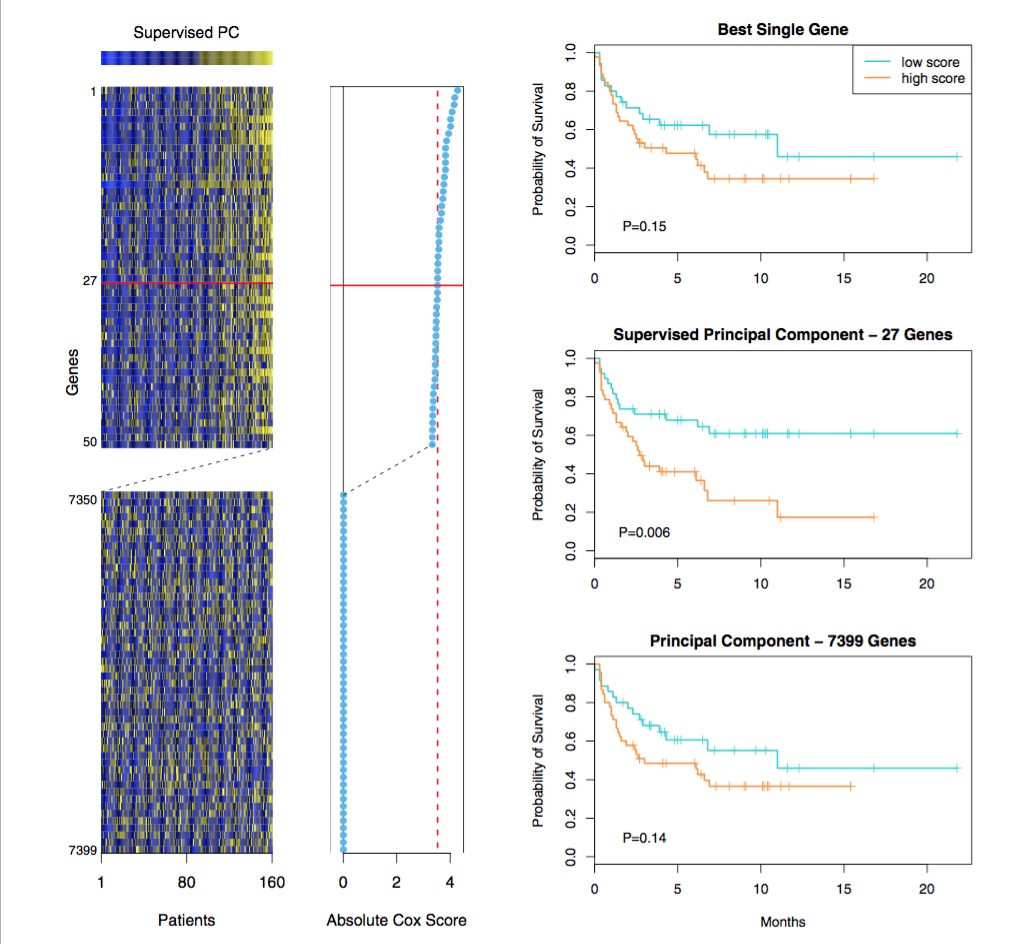 Supervised PC
1
27
50
7350
7399
Genes
1 80 160
Patients
0 2 4
Absolute Cox Score
Best Single Gene
low score
high score
Probability of Survival
0.0 0.2 0.4 0.6 0.8 1.0
P=0.15
0 5 10 15 20
Supervised Principal Component – 27 Genes
Probability of Survival
0.0 0.2 0.4 0.6 0.8 1.0
P=0.006
0 5 10 15 20
Principal Component – 7399 Genes
Probability of Survival
0.0 0.2 0.4 0.6 0.8 1.0
P=0.14
0 5 10 15 20
Months